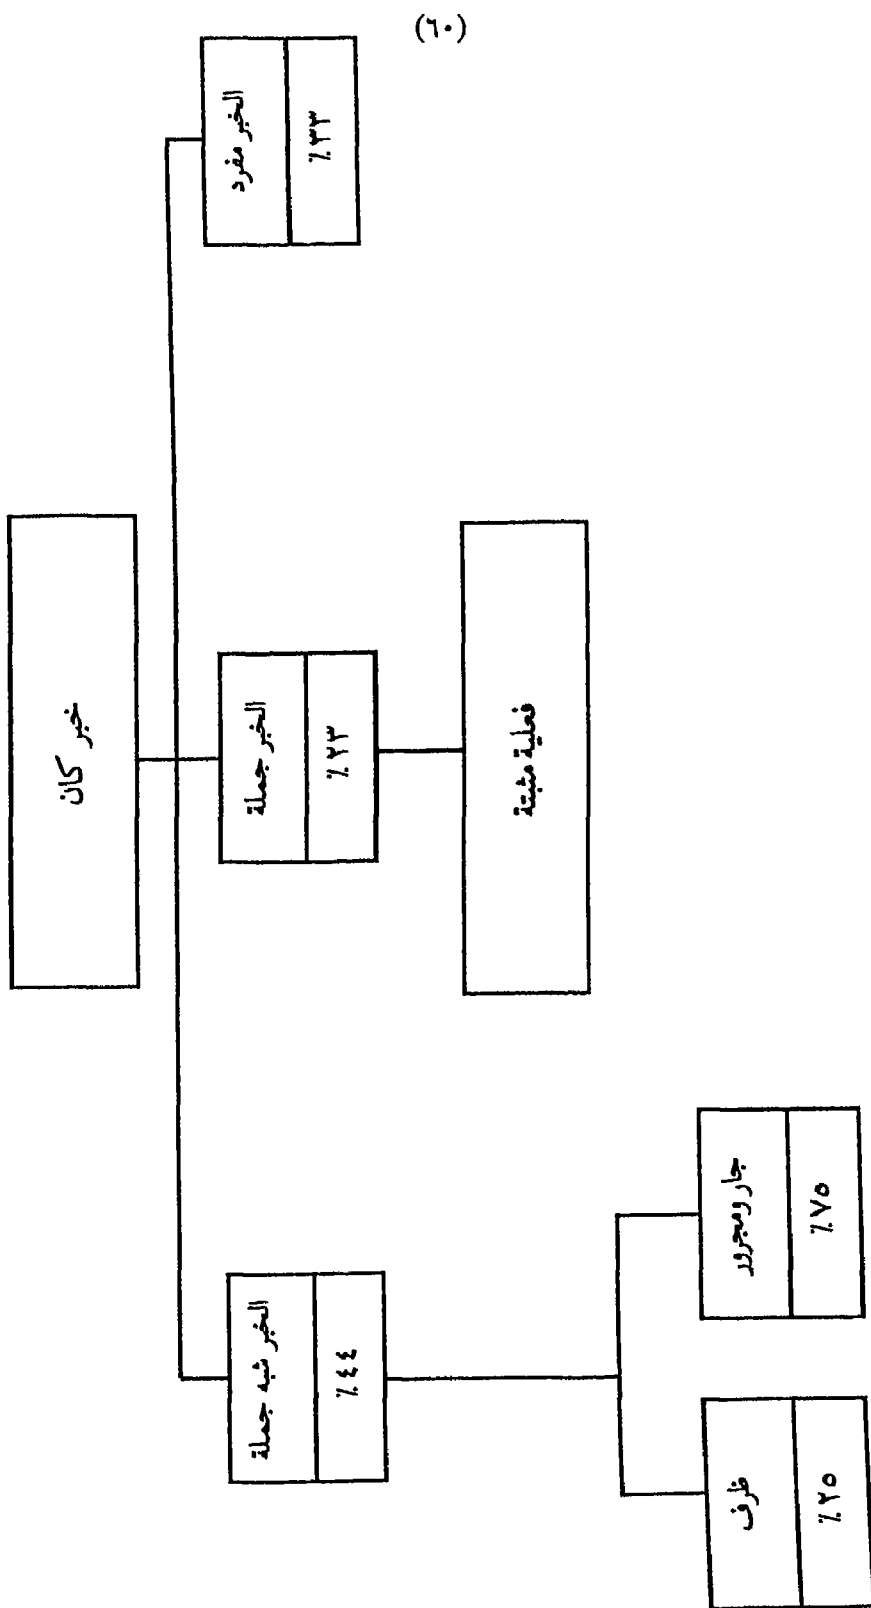 (٦٠)
خبر كان
الخبر مفرد
٪٣٣
الخبر جملة
٪٢٣
الخبر شبه جملة
٪٤٤
فعلية مثبتة
جار ومجرور
٪٧٥
ظرف
٪٢٥